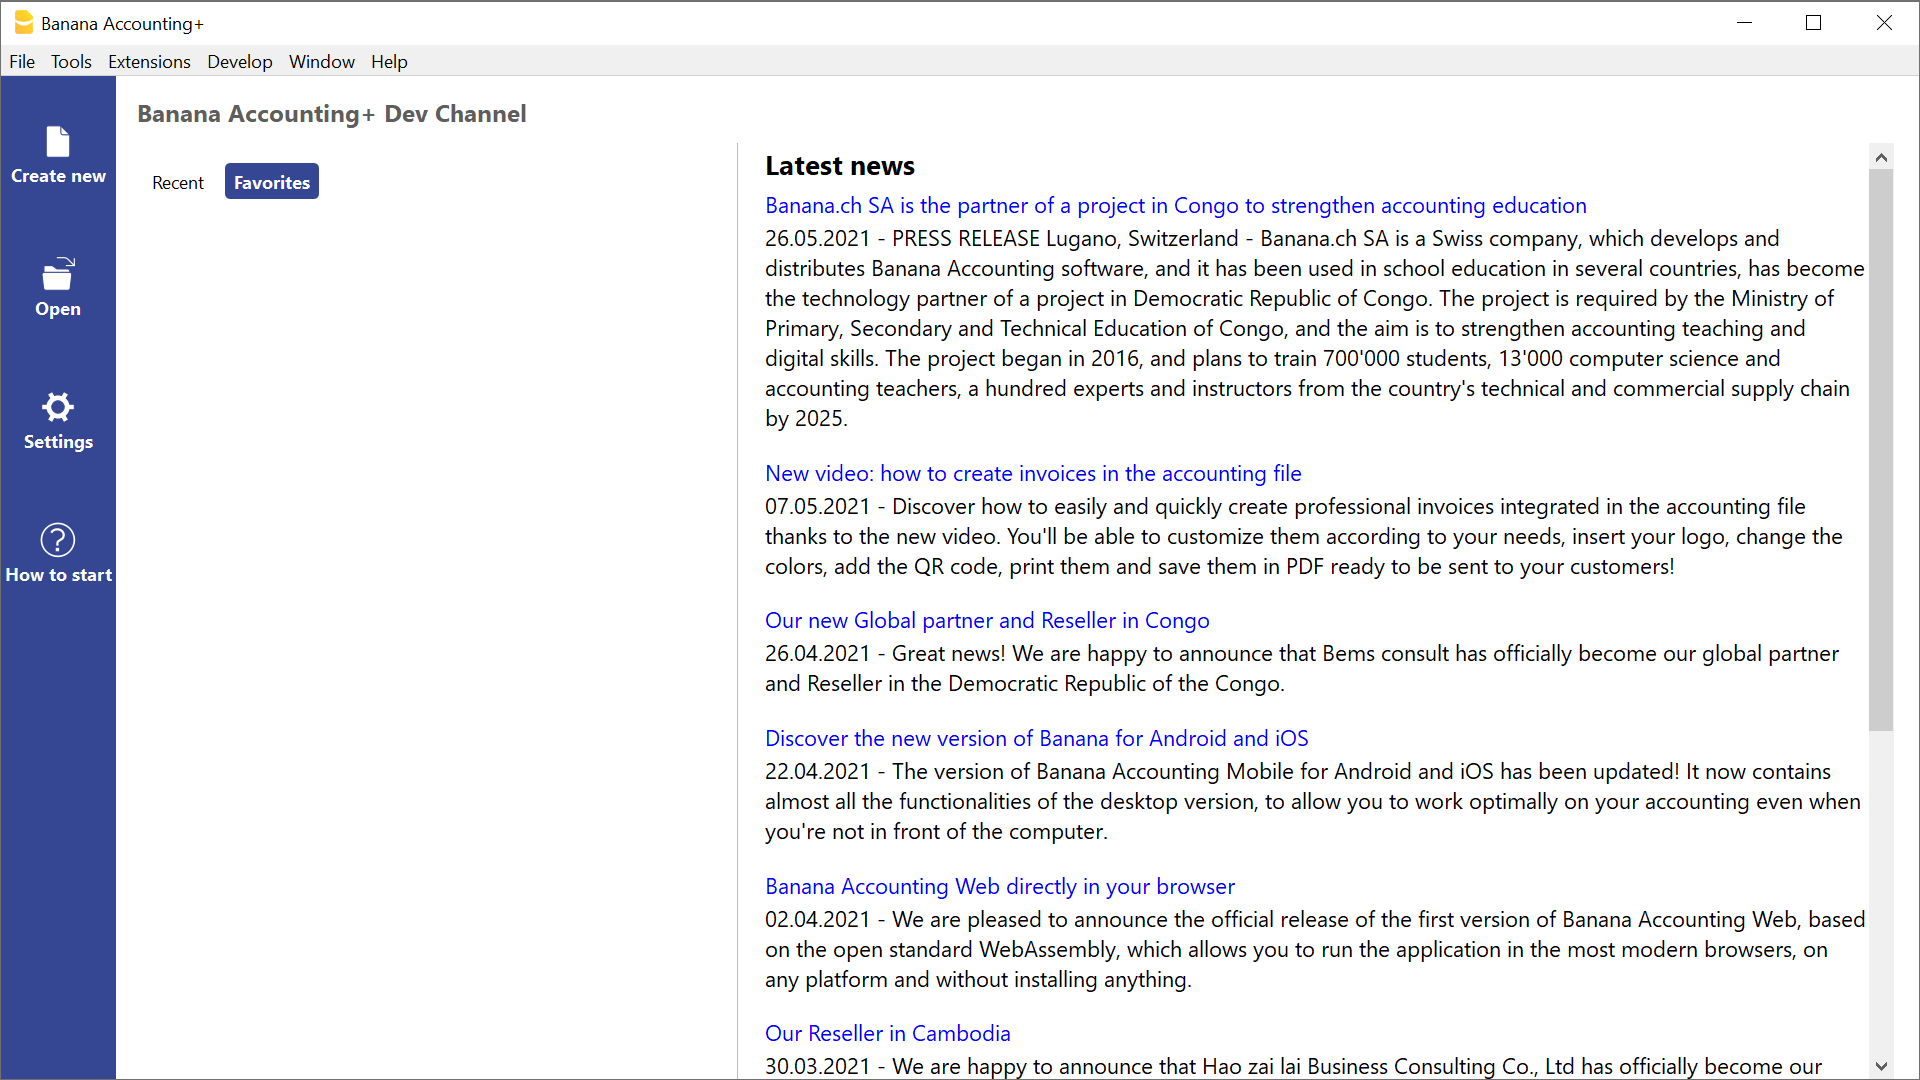 Banana Accounting+
File Tools Extensions Develop Window Help
Create new
Open
Settings
How to start
Banana Accounting+ Dev Channel
Recent Favorites
Latest news
Banana.ch SA is the partner of a project in Congo to strengthen accounting education
26.05.2021 - PRESS RELEASE Lugano, Switzerland - Banana.ch SA is a Swiss company, which develops and
distributes Banana Accounting software, and it has been used in school education in several countries, has become
the technology partner of a project in Democratic Republic of Congo. The project is required by the Ministry of
Primary, Secondary and Technical Education of Congo, and the aim is to strengthen accounting teaching and
digital skills. The project began in 2016, and plans to train 700'000 students, 13'000 computer science and
accounting teachers, a hundred experts and instructors from the country's technical and commercial supply chain
by 2025.
New video: how to create invoices in the accounting file
07.05.2021 - Discover how to easily and quickly create professional invoices integrated in the accounting file
thanks to the new video. You'll be able to customize them according to your needs, insert your logo, change the
colors, add the QR code, print them and save them in PDF ready to be sent to your customers!
Our new Global partner and Reseller in Congo
26.04.2021 - Great news! We are happy to announce that Bems consult has officially become our global partner
and Reseller in the Democratic Republic of the Congo.
Discover the new version of Banana for Android and iOS
22.04.2021 - The version of Banana Accounting Mobile for Android and iOS has been updated! It now contains
almost all the functionalities of the desktop version, to allow you to work optimally on your accounting even when
you're not in front of the computer.
Banana Accounting Web directly in your browser
02.04.2021 - We are pleased to announce the official release of the first version of Banana Accounting Web, based
on the open standard WebAssembly, which allows you to run the application in the most modern browsers, on
any platform and without installing anything.
Our Reseller in Cambodia
30.03.2021 - We are happy to announce that Hao zai lai Business Consulting Co., Ltd has officially become our